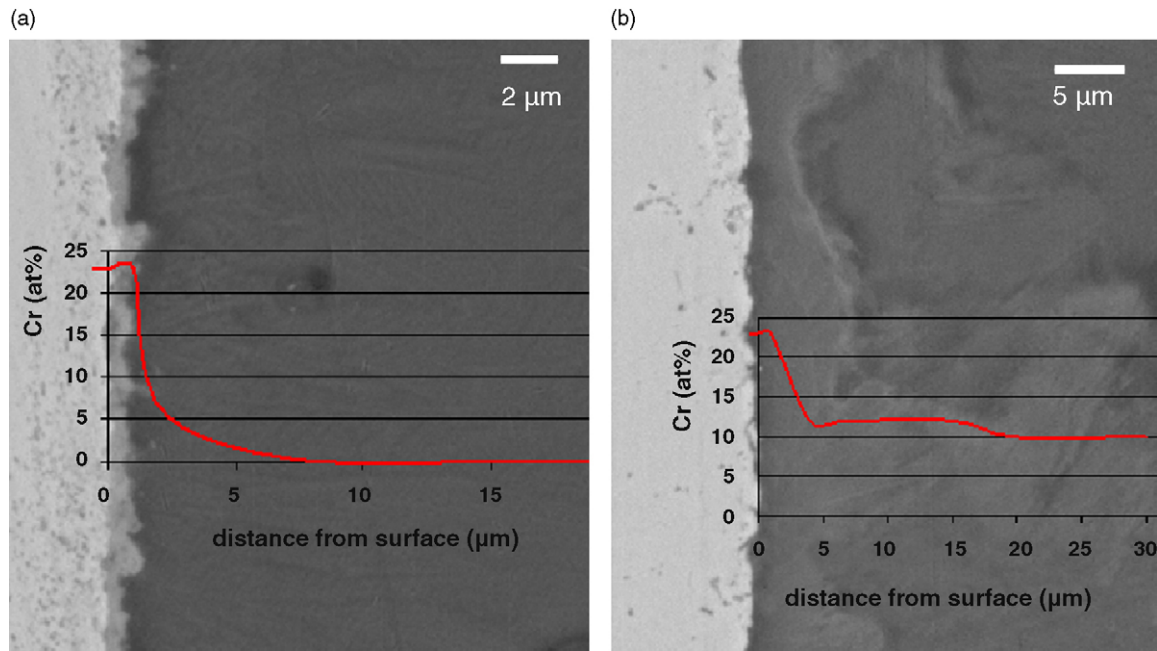 (a)
2 µm
Cr (at%)
25
20
15
10
5
0
0 5 10 15
distance from surface (µm)
(b)
5 µm
Cr (at%)
25
20
15
10
5
0
0 5 10 15 20 25 30
distance from surface (µm)